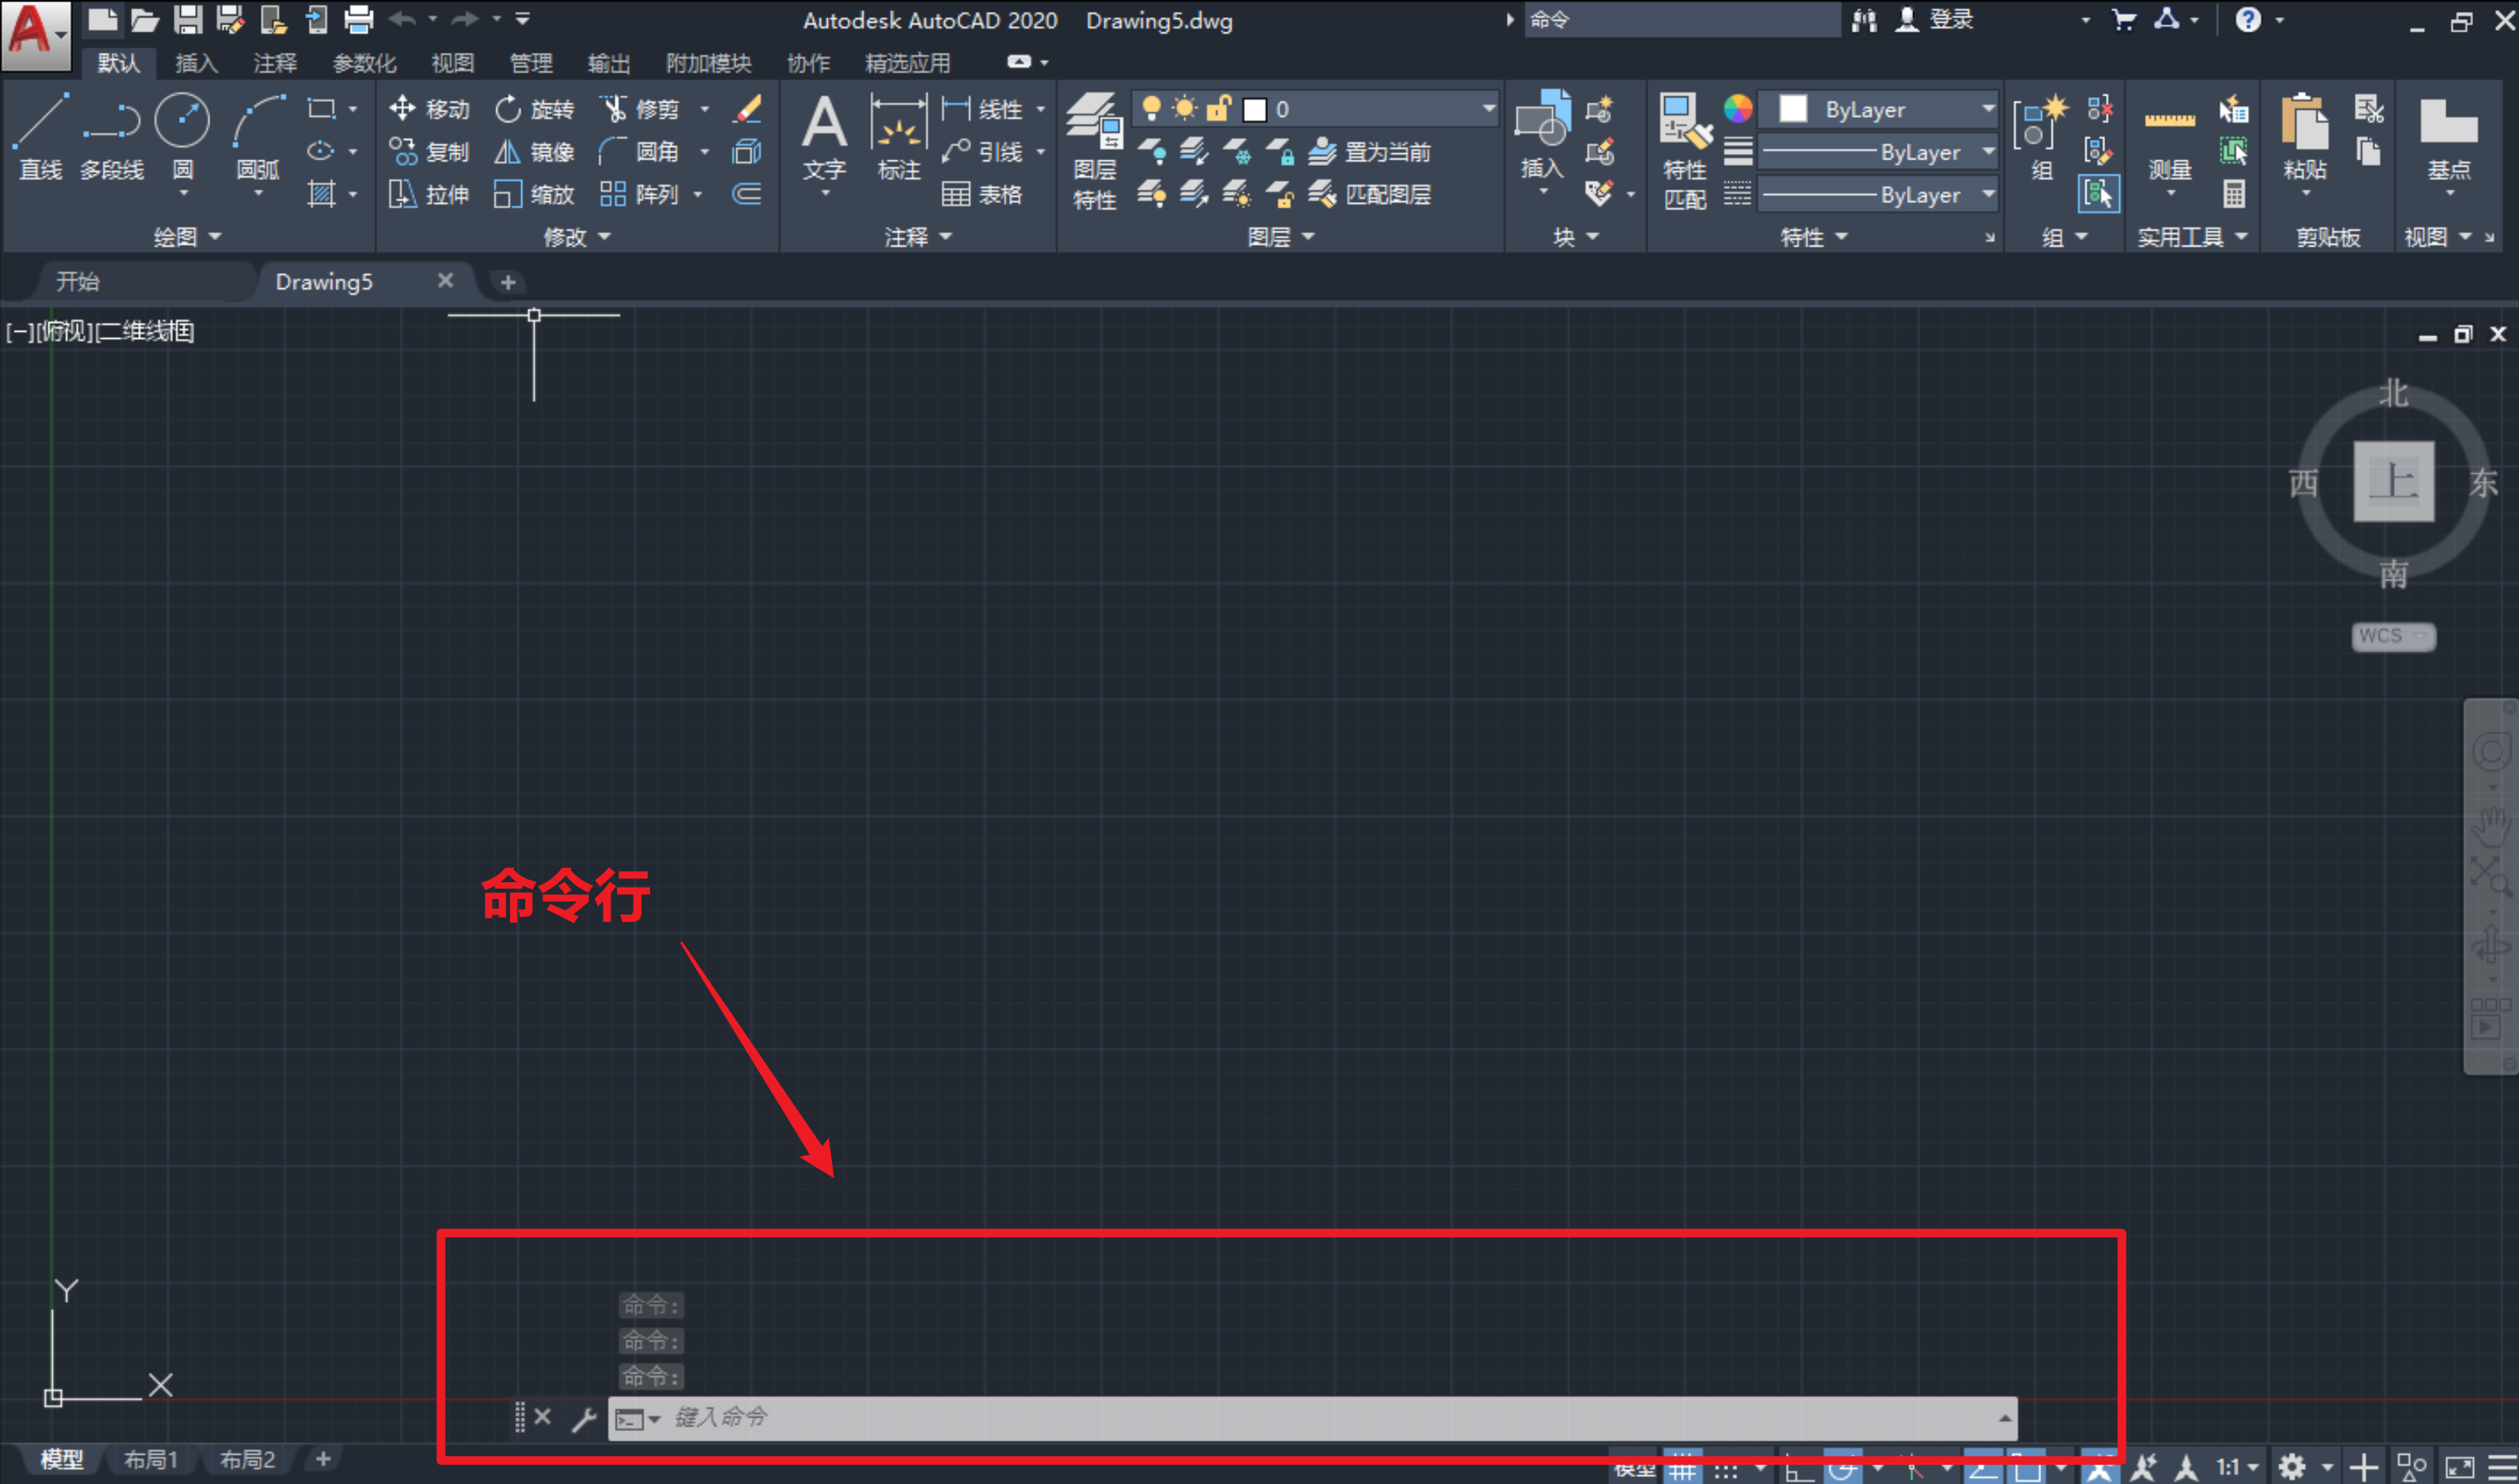 Autodesk AutoCAD 2020 Drawing5.dwg 命令 登录
默认 插入 注释 参数化 视图 管理 输出 附加模块 协作 精选应用
直线 多段线 圆 圆弧
移动 旋转 修剪
复制 镜像 圆角
拉伸 缩放 阵列
文字 标注
线性
引线
表格
图层
特性
0
置为当前
匹配图层
插入
特性
匹配
ByLayer
ByLayer
ByLayer
组
测量
粘贴
基点
绘图 修改 注释 图层 块 特性 组 实用工具 剪贴板 视图
开始 Drawing5
[−][俯视][二维线框]
北
西 上 东
南
WCS
命令行
Y
X
命令:
命令:
命令:
键入命令
模型 布局1 布局2
模型 1:1